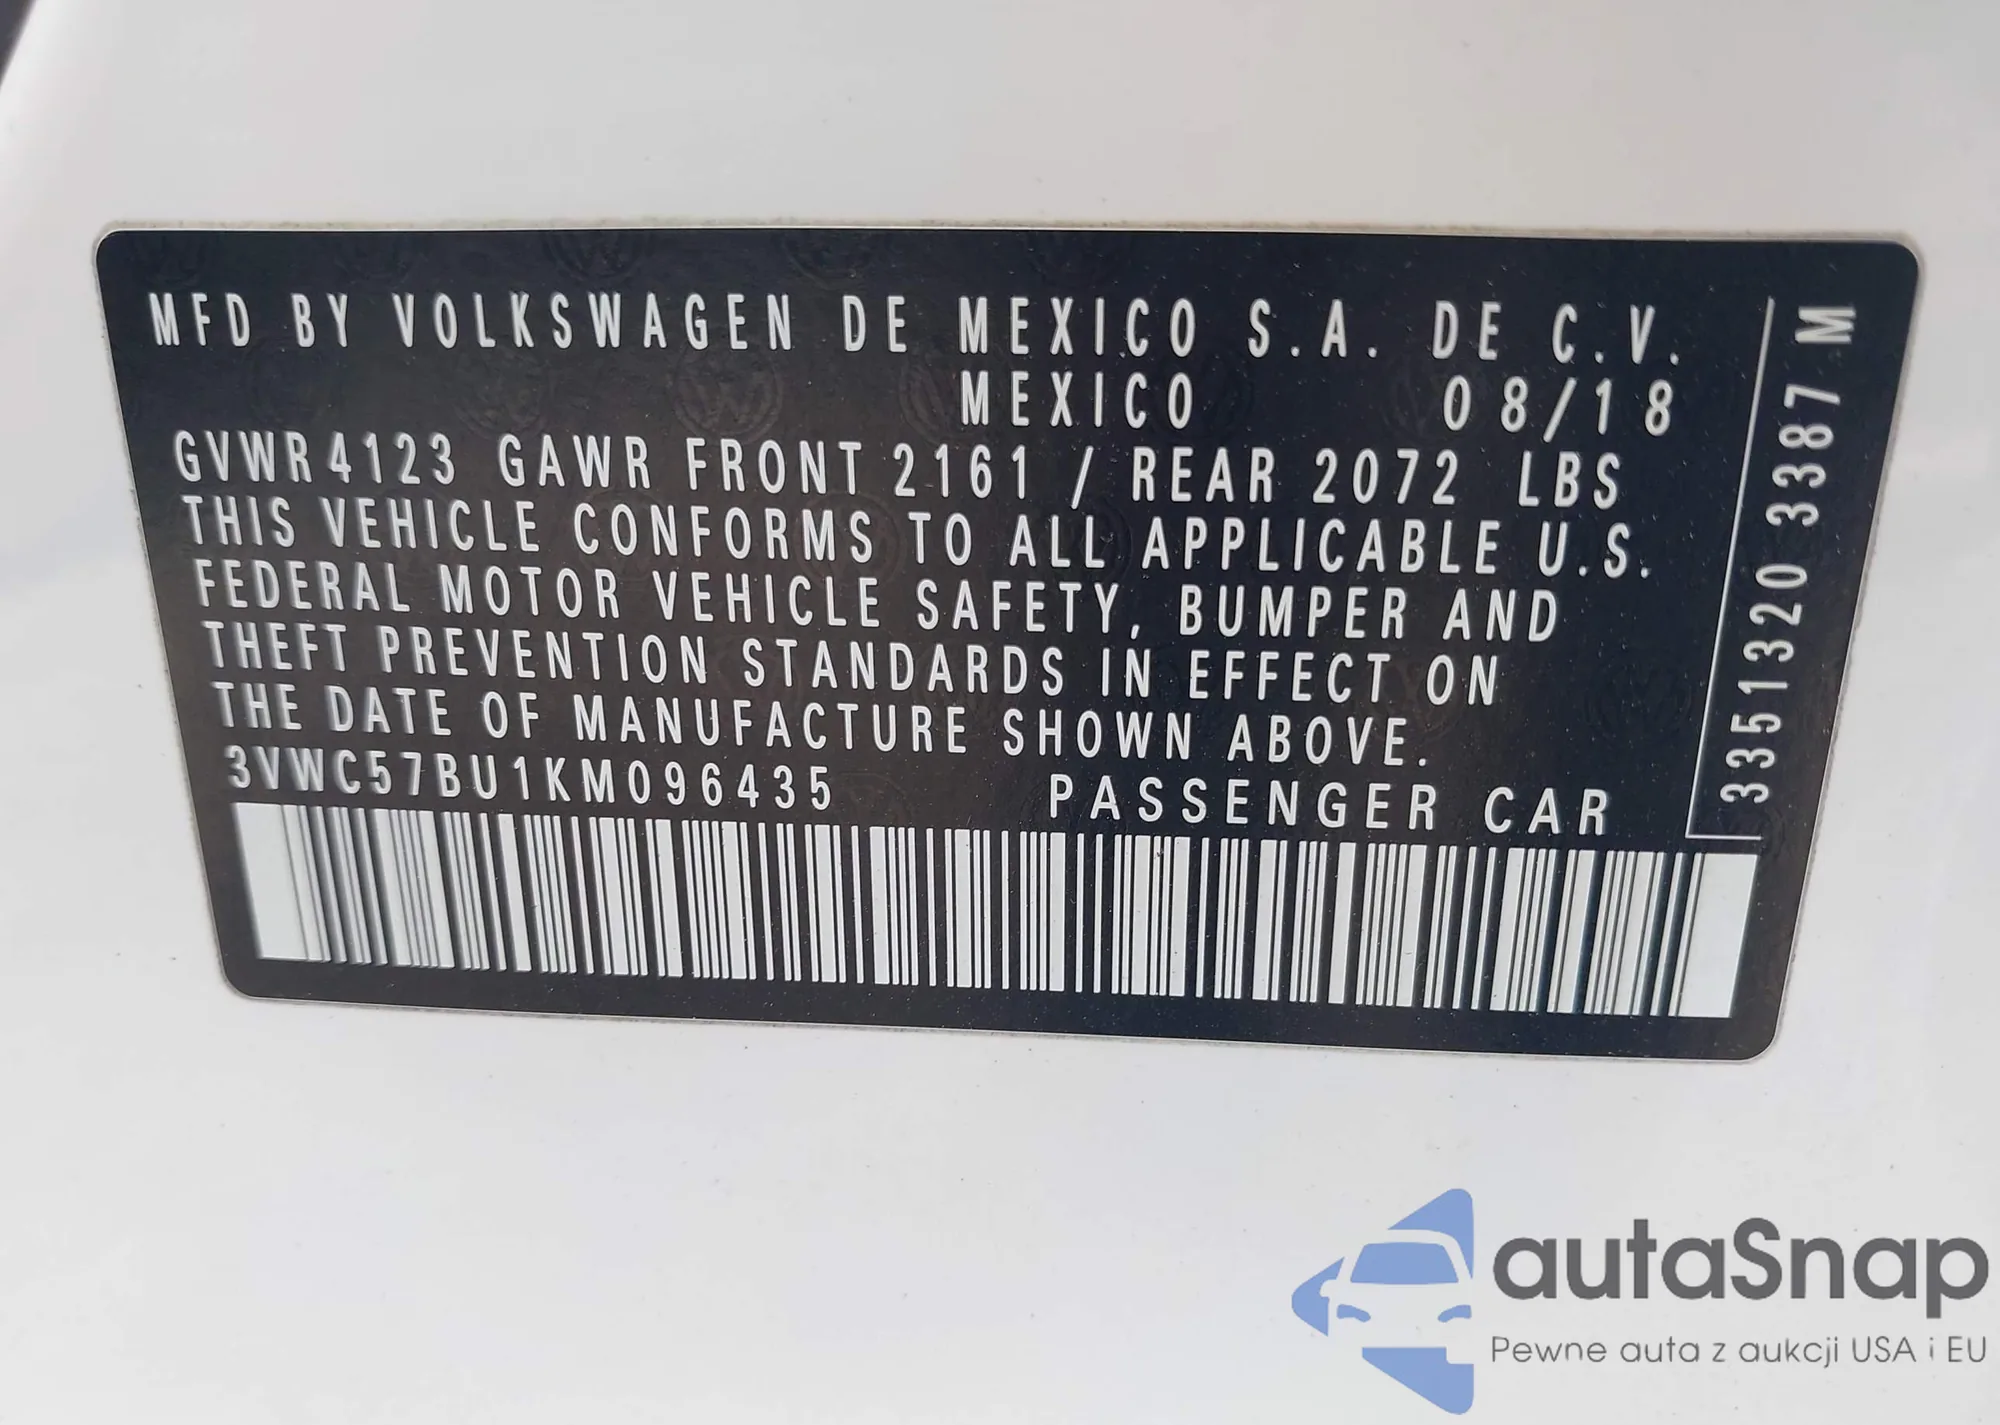 MFD BY VOLKSWAGEN DE MEXICO S.A. DE C.V.
MEXICO 08/18
GVWR 4123 GAWR FRONT 2161 / REAR 2072 LBS
THIS VEHICLE CONFORMS TO ALL APPLICABLE U.S.
FEDERAL MOTOR VEHICLE SAFETY, BUMPER AND
THEFT PREVENTION STANDARDS IN EFFECT ON
THE DATE OF MANUFACTURE SHOWN ABOVE.
3VWC57BU1KM096435 PASSENGER CAR
3351320 3387 M
autaSnap
Pewne auta z aukcji USA i EU